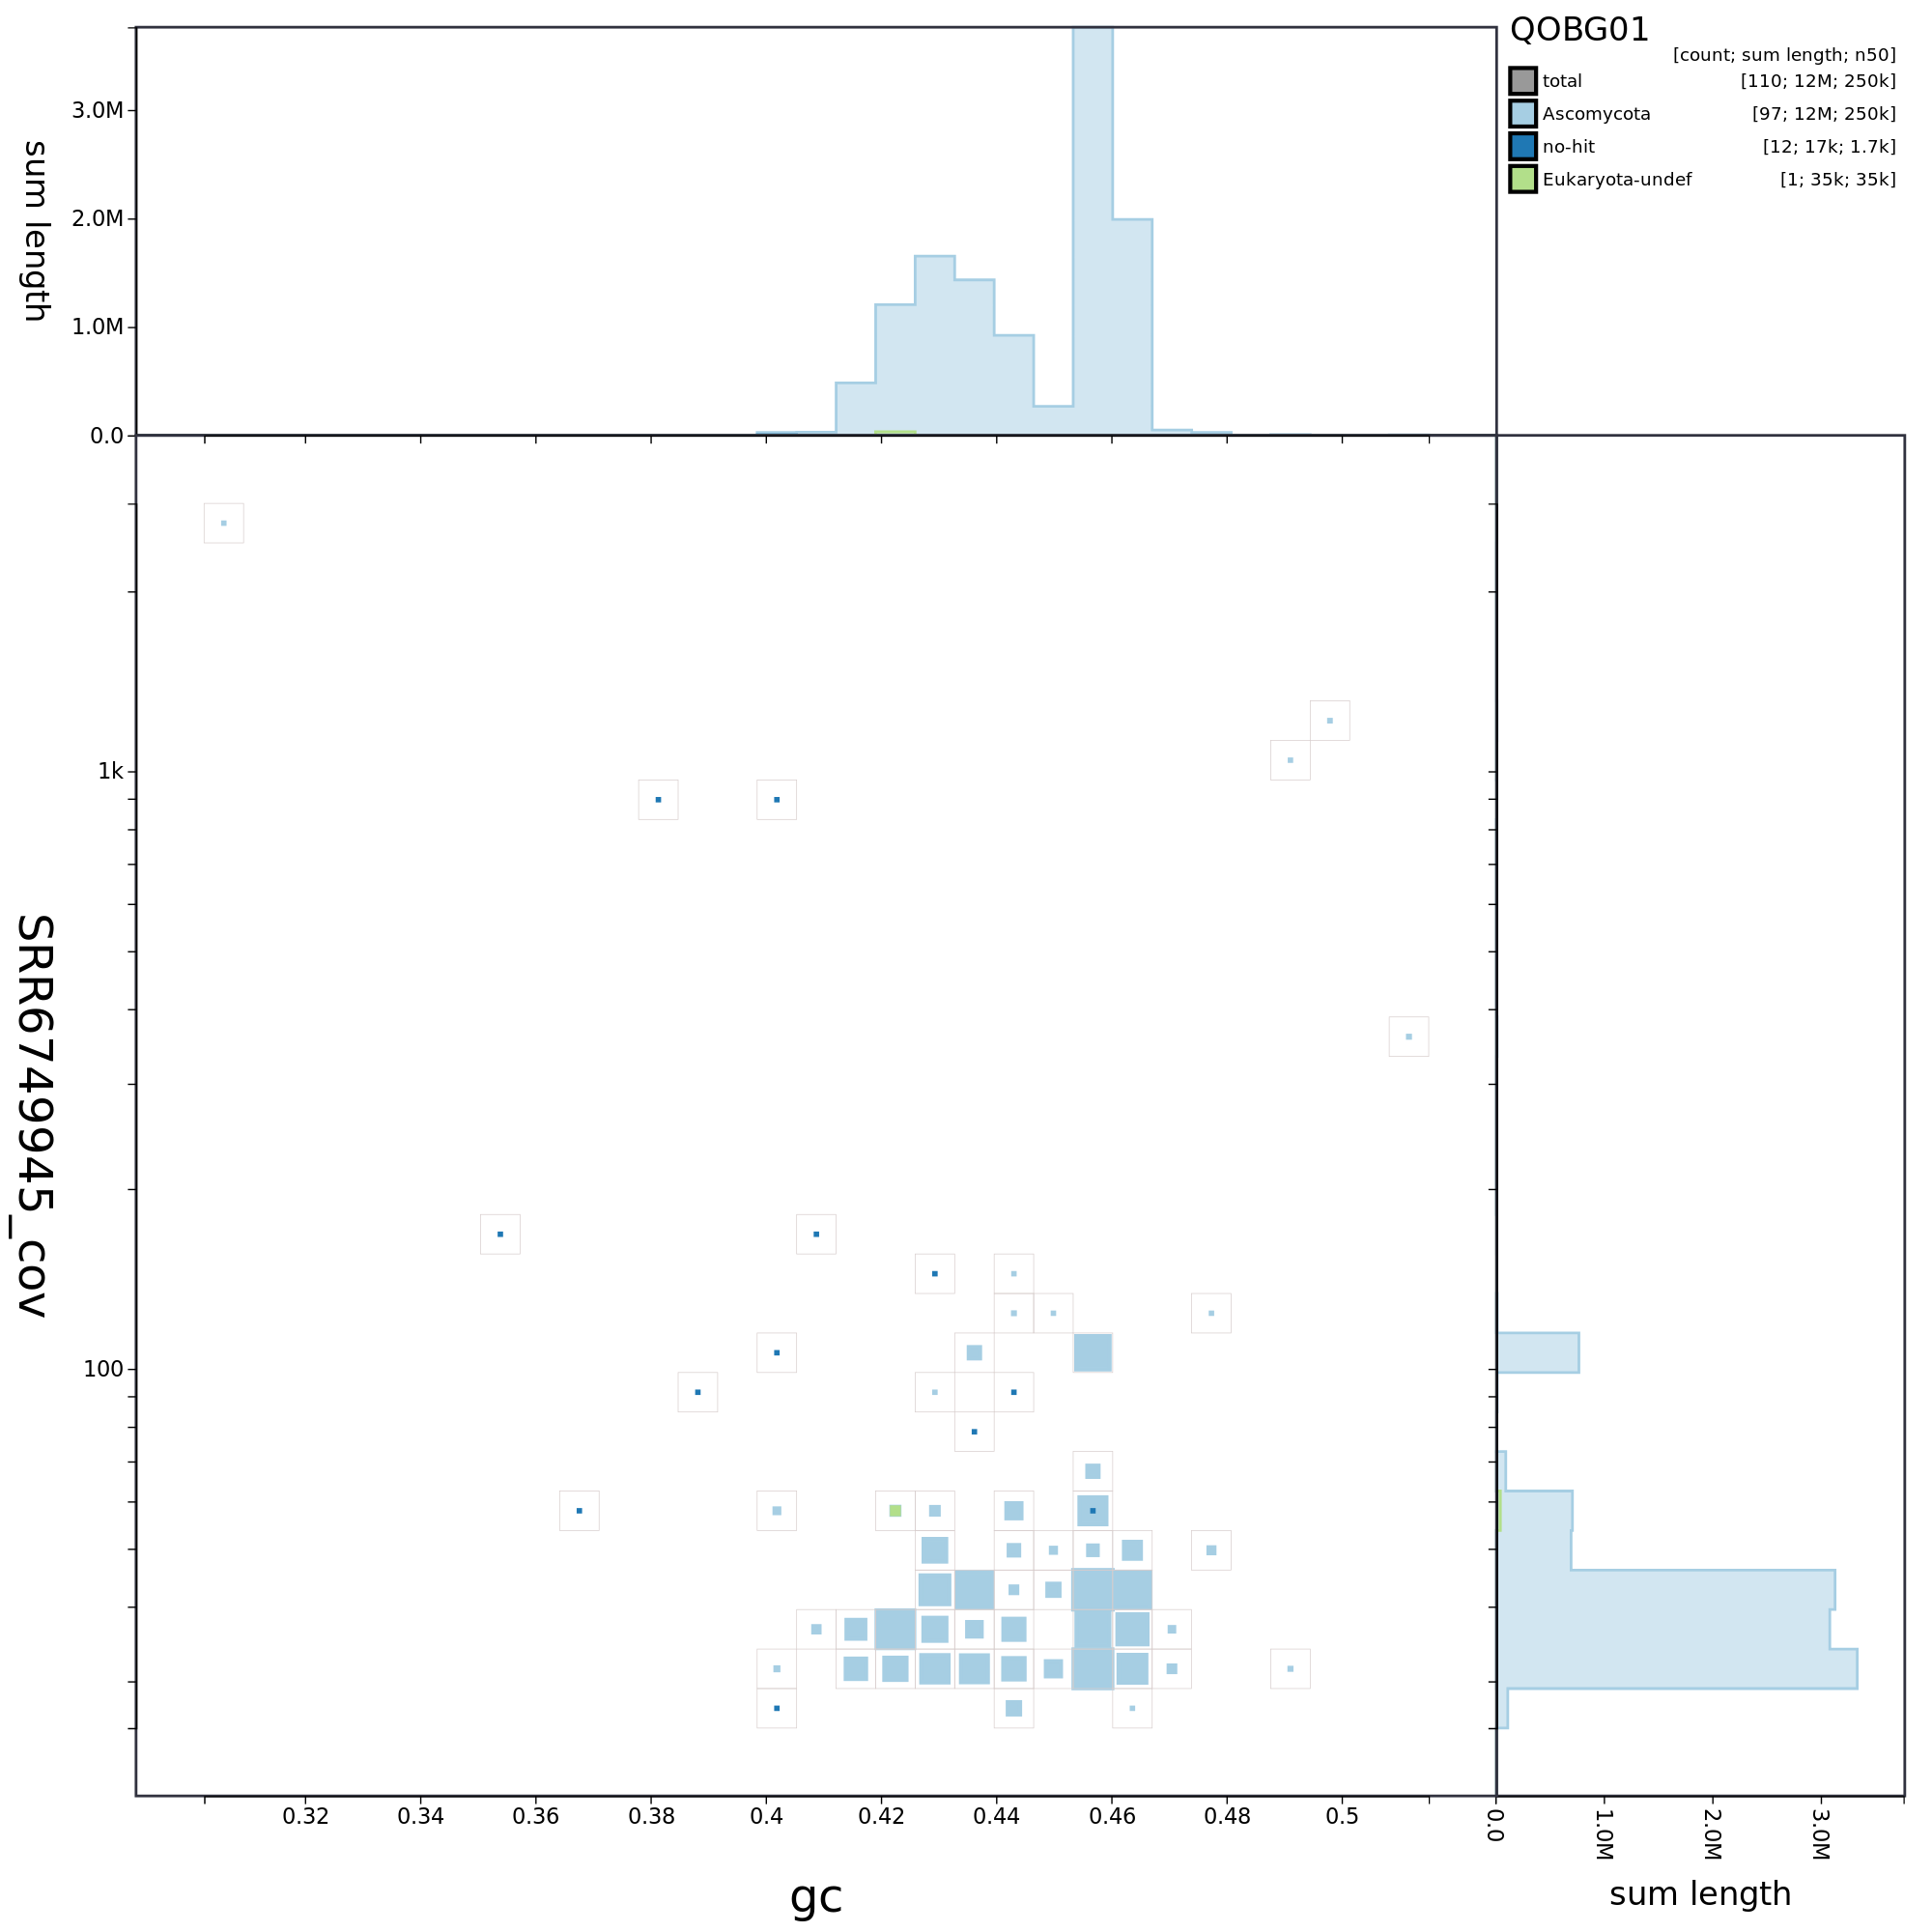 QOBG01
[count; sum length; n50]
total [110; 12M; 250k]
Ascomycota [97; 12M; 250k]
no-hit [12; 17k; 1.7k]
Eukaryota-undef [1; 35k; 35k]
sum length
3.0M
2.0M
1.0M
0.0
SRR6749945_cov
1k
100
0.32 0.34 0.36 0.38 0.4 0.42 0.44 0.46 0.48 0.5
gc
0.0 1.0M 2.0M 3.0M
sum length